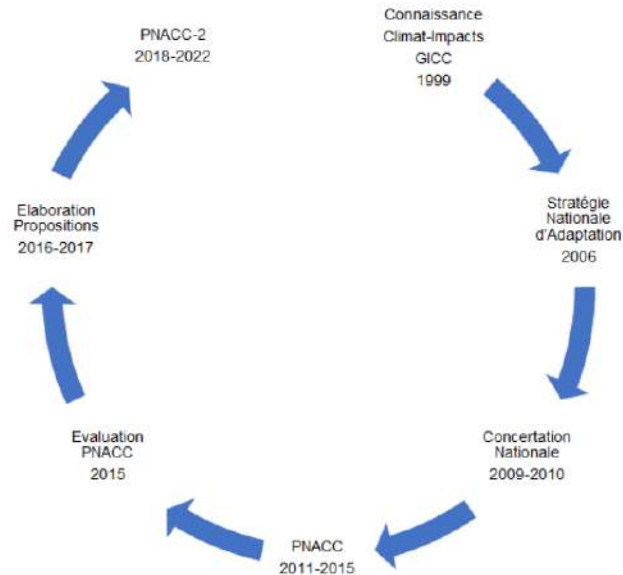 Connaissance
Climat-Impacts
GICC
1999
Stratégie
Nationale
d'Adaptation
2006
Concertation
Nationale
2009-2010
PNACC
2011-2015
Evaluation
PNACC
2015
Elaboration
Propositions
2016-2017
PNACC-2
2018-2022